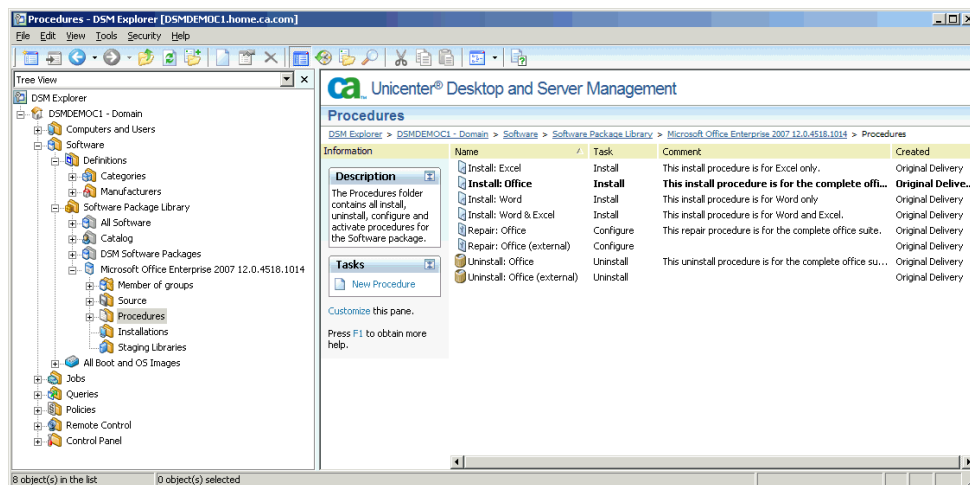 Procedures - DSM Explorer [DSMDEMOC1.home.ca.com]
File Edit View Tools Security Help
Tree View
DSM Explorer
DSMDEMOC1 - Domain
Computers and Users
Software
Definitions
Categories
Manufacturers
Software Package Library
All Software
Catalog
DSM Software Packages
Microsoft Office Enterprise 2007 12.0.4518.1014
Member of groups
Source
Procedures
Installations
Staging Libraries
All Boot and OS Images
Jobs
Queries
Policies
Remote Control
Control Panel
ca Unicenter® Desktop and Server Management
Procedures
DSM Explorer > DSMDEMOC1 - Domain > Software > Software Package Library > Microsoft Office Enterprise 2007 12.0.4518.1014 > Procedures
Information
Description
The Procedures folder
contains all install,
uninstall, configure and
activate procedures for
the Software package.
Tasks
New Procedure
Customize this pane.
Press F1 to obtain more
help.
Name Task Comment Created
Install: Excel Install This install procedure is for Excel only. Original Delivery
Install: Office Install This install procedure is for the complete offi... Original Delive...
Install: Word Install This install procedure is for Word only Original Delivery
Install: Word & Excel Install This install procedure is for Word and Excel. Original Delivery
Repair: Office Configure This repair procedure is for the complete office suite. Original Delivery
Repair: Office (external) Configure Original Delivery
Uninstall: Office Uninstall This uninstall procedure is for the complete office su... Original Delivery
Uninstall: Office (external) Uninstall Original Delivery
8 object(s) in the list 0 object(s) selected